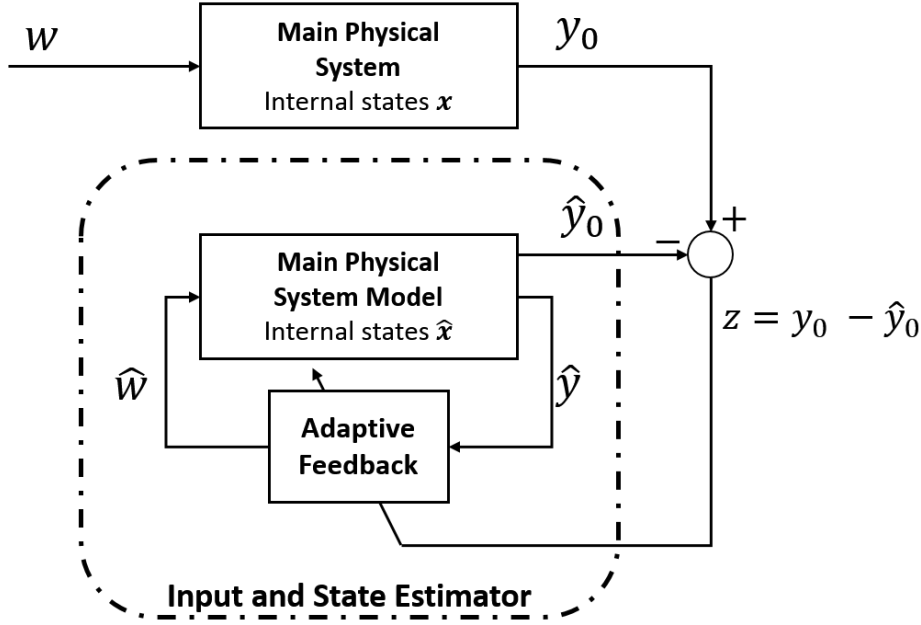 w
Main Physical
System
Internal states x
y₀
+
−
ŷ₀
Main Physical
System Model
Internal states x̂
z = y₀ − ŷ₀
ŵ
ŷ
Adaptive
Feedback
Input and State Estimator